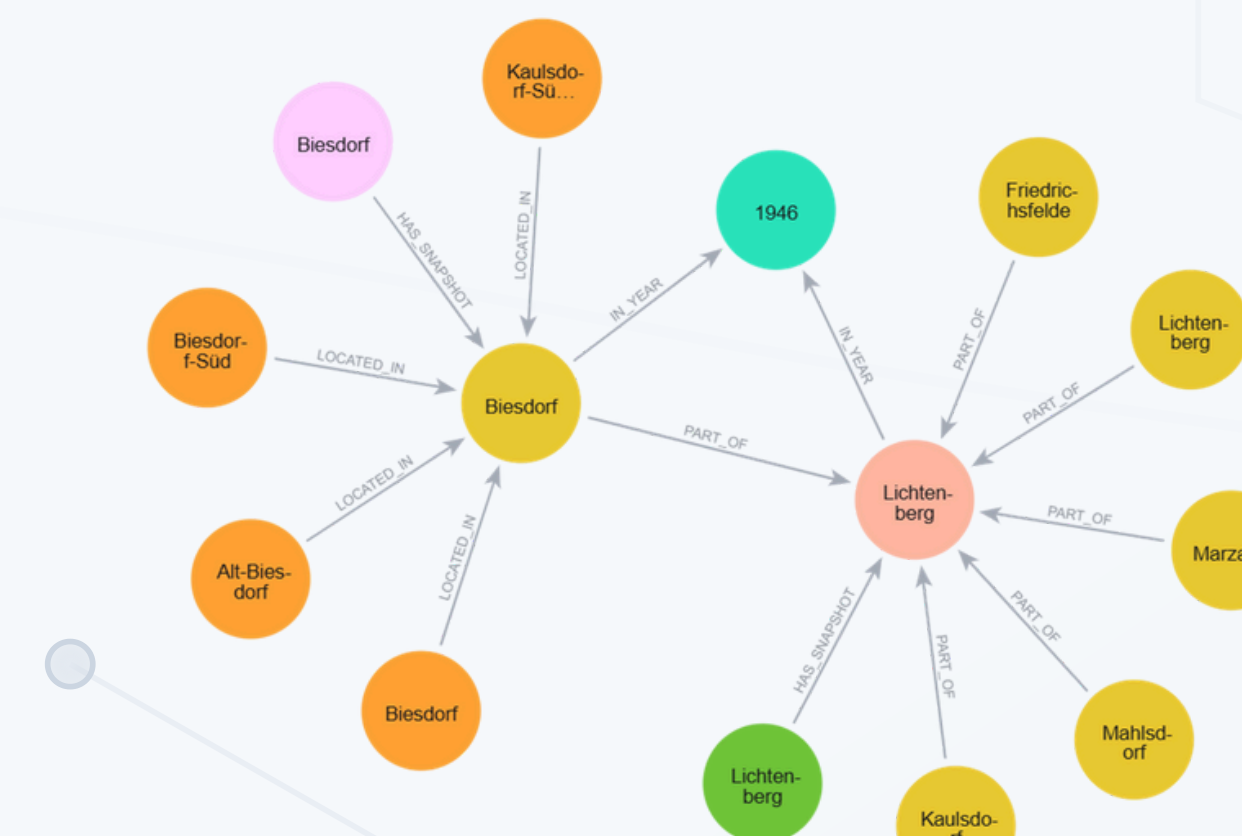 Kaulsdo-
rf-Sü...
Biesdorf
HAS_SNAPSHOT
LOCATED_IN
1946
Friedric-
hsfelde
IN_YEAR
IN_YEAR
PART_OF
Lichten-
berg
Biesdor-
f-Süd
LOCATED_IN
Biesdorf
PART_OF
PART_OF
Lichten-
berg
PART_OF
Marza
LOCATED_IN
Alt-Bies-
dorf
LOCATED_IN
HAS_SNAPSHOT
PART_OF
PART_OF
Biesdorf
Mahlsd-
orf
Lichten-
berg
Kaulsdo-
rf